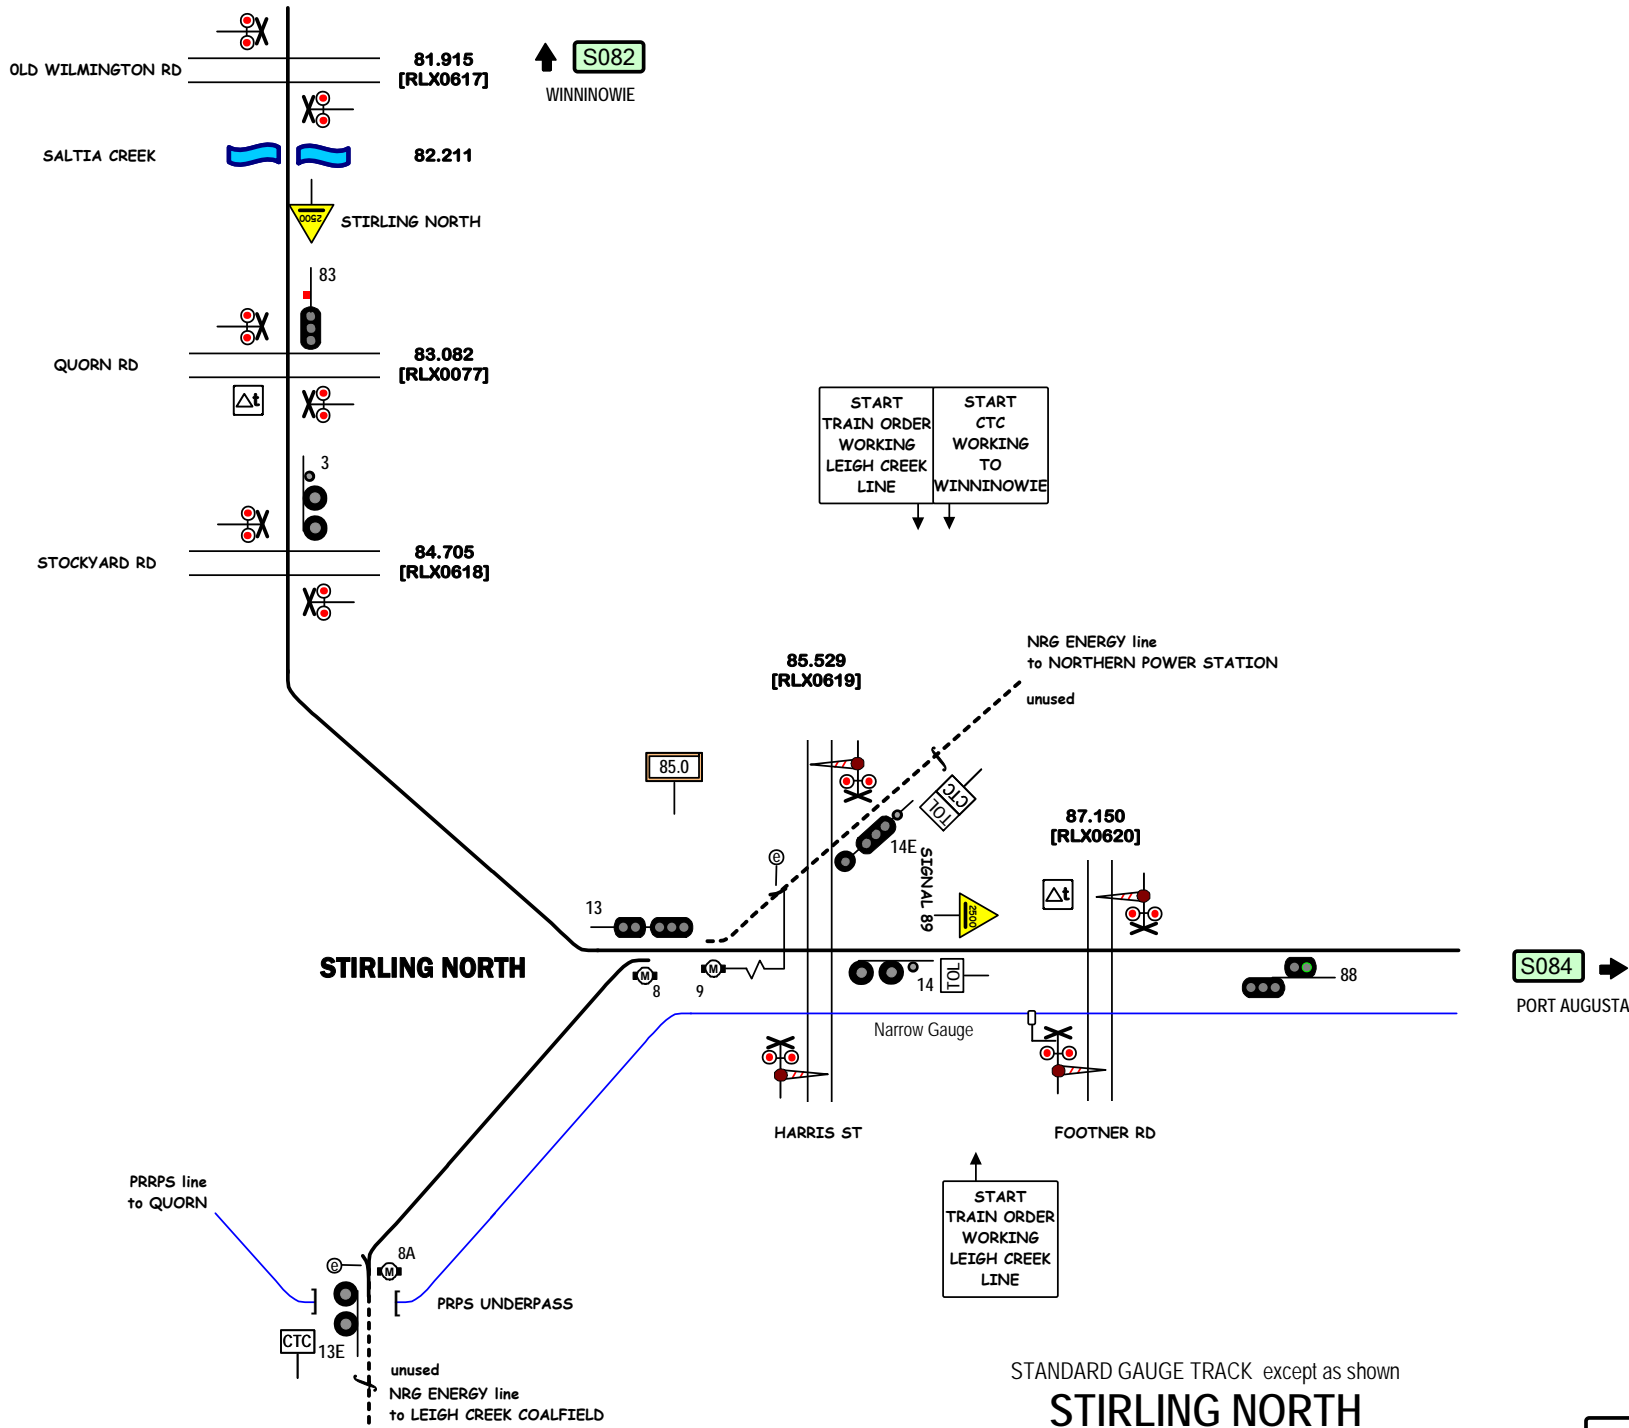 OLD WILMINGTON RD
81.915
[RLX0617]
S082
WINNINOWIE
SALTIA CREEK
82.211
2500
STIRLING NORTH
83
QUORN RD
83.082
[RLX0077]
Δt
3
STOCKYARD RD
84.705
[RLX0618]
START
TRAIN ORDER
WORKING
LEIGH CREEK
LINE
START
CTC
WORKING
TO
WINNINOWIE
NRG ENERGY line
to NORTHERN POWER STATION
unused
85.529
[RLX0619]
85.0
CTC
TOL
14E
e
87.150
[RLX0620]
SIGNAL 89
2500
Δt
13
STIRLING NORTH
M
8
M
9
14
TOL
88
S084
PORT AUGUSTA
Narrow Gauge
HARRIS ST
FOOTNER RD
START
TRAIN ORDER
WORKING
LEIGH CREEK
LINE
PRRPS line
to QUORN
e
8A
M
PRPS UNDERPASS
CTC
13E
unused
NRG ENERGY line
to LEIGH CREEK COALFIELD
STANDARD GAUGE TRACK except as shown
STIRLING NORTH